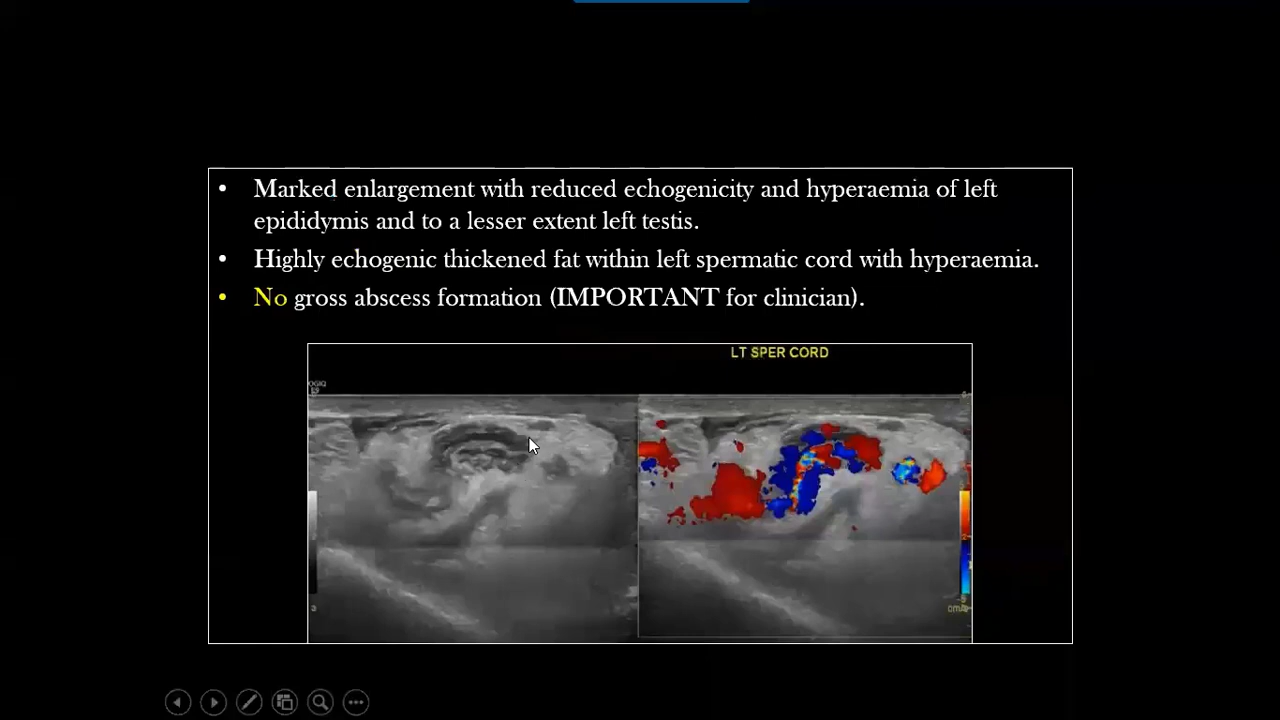 • Marked enlargement with reduced echogenicity and hyperaemia of left
epididymis and to a lesser extent left testis.
• Highly echogenic thickened fat within left spermatic cord with hyperaemia.
• No gross abscess formation (IMPORTANT for clinician).
LT SPER CORD